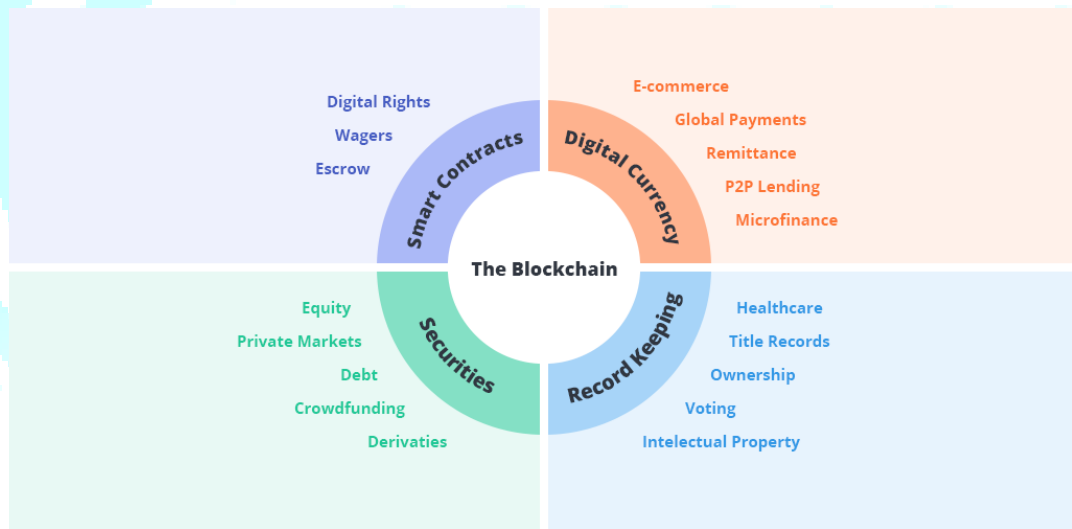 Smart Contracts
Digital Rights
Wagers
Escrow
Digital Currency
E-commerce
Global Payments
Remittance
P2P Lending
Microfinance
The Blockchain
Securities
Equity
Private Markets
Debt
Crowdfunding
Derivaties
Record Keeping
Healthcare
Title Records
Ownership
Voting
Intelectual Property